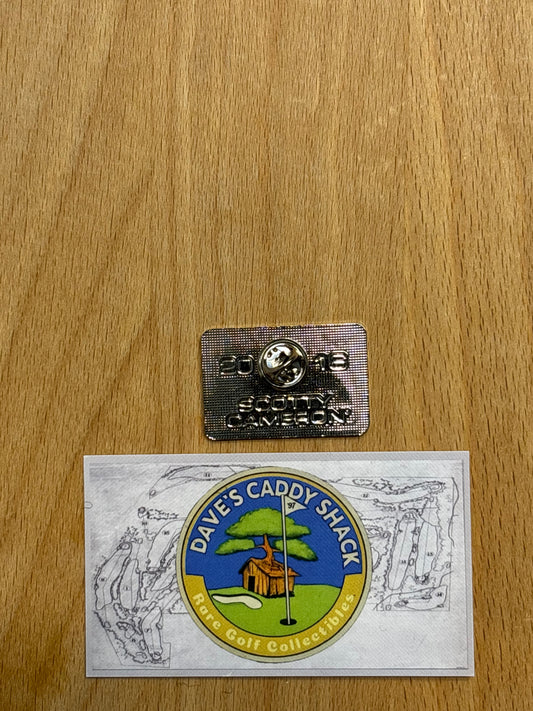 20 18
SCOTTY
CAMERON
DAVE'S CADDY SHACK
'97
Rare Golf Collectibles